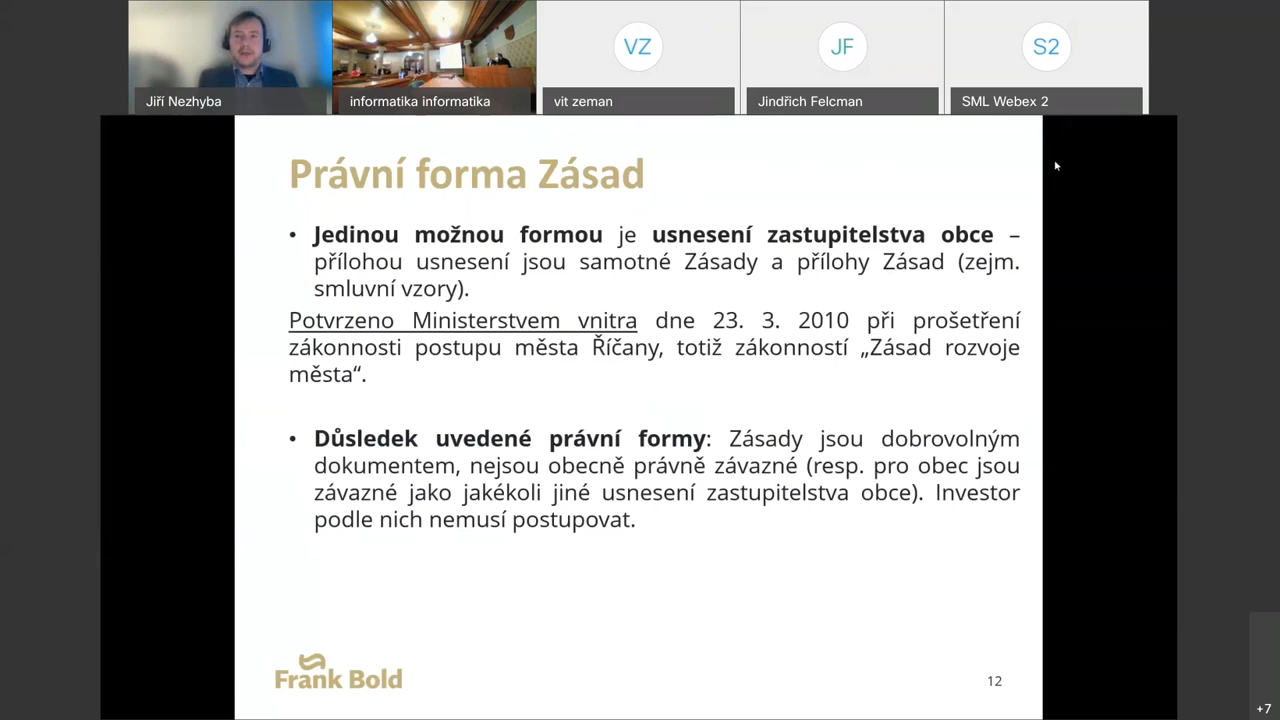 VZ
JF
S2
Jiří Nezhyba
informatika informatika
vit zeman
Jindřich Felcman
SML Webex 2
Právní forma Zásad
• Jedinou možnou formou je usnesení zastupitelstva obce –
přílohou usnesení jsou samotné Zásady a přílohy Zásad (zejm.
smluvní vzory).
Potvrzeno Ministerstvem vnitra dne 23. 3. 2010 při prošetření
zákonnosti postupu města Říčany, totiž zákonností „Zásad rozvoje
města“.
• Důsledek uvedené právní formy: Zásady jsou dobrovolným
dokumentem, nejsou obecně právně závazné (resp. pro obec jsou
závazné jako jakékoli jiné usnesení zastupitelstva obce). Investor
podle nich nemusí postupovat.
Frank Bold
12
+7